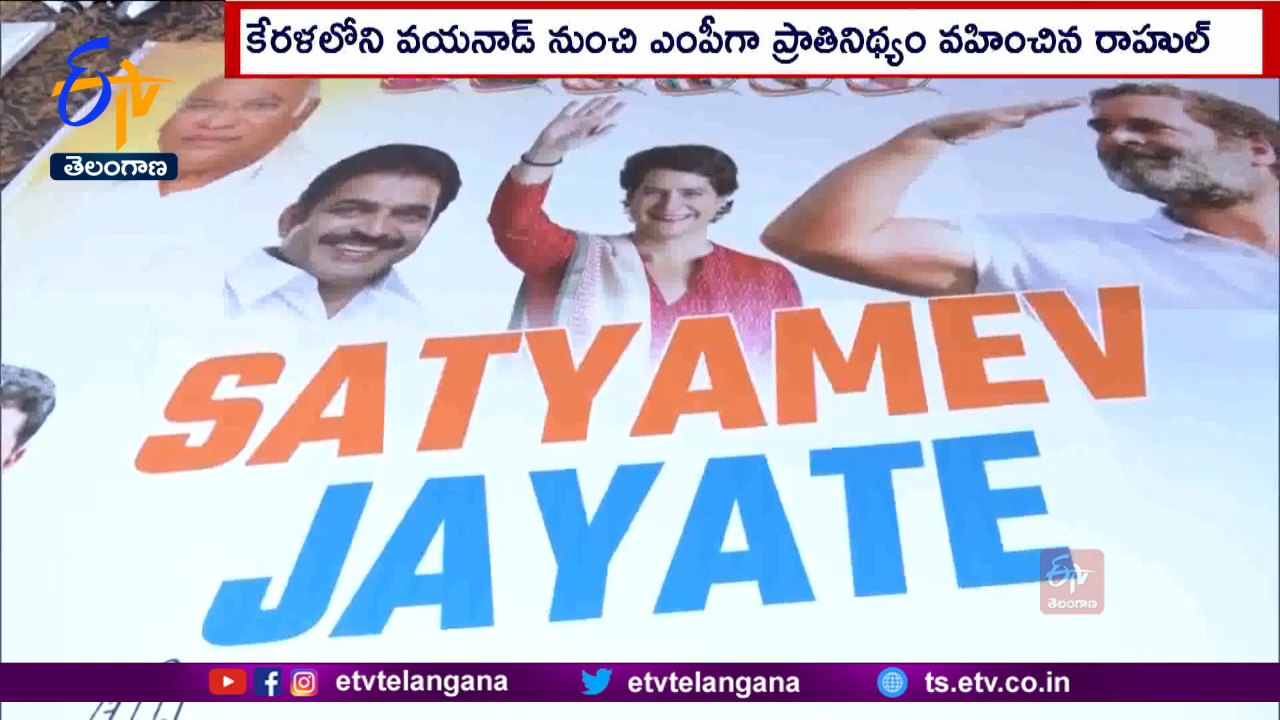 కేరళలోని వయనాడ్ నుంచి ఎంపీగా ప్రాతినిథ్యం వహించిన రాహుల్
ETV
తెలంగాణ
SATYAMEV
JAYATE
ETV
తెలంగాణ
etvtelangana
etvtelangana
ts.etv.co.in